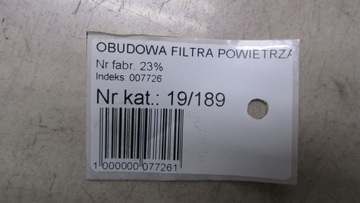 OBUDOWA FILTRA POWIETRZA
Nr fabr. 23%
Indeks: 007726
Nr kat.: 19/189
1 000000 077261